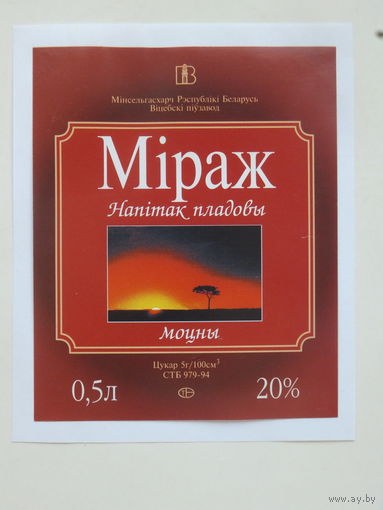 В
Мінсельгасхарч Рэспублікі Беларусь
Віцебскі піўзавод
Міраж
Напітак пладовы
моцны
Цукар 5г/100см³
СТБ 979-94
0,5л
20%
www.ay.by